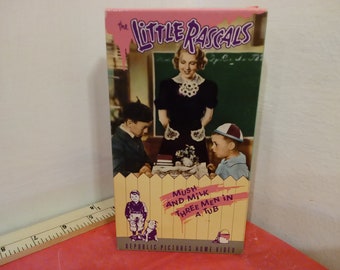 the
LITTLE RASCALS
MUSH
AND MILK
THREE MEN IN
A TUB
REPUBLIC PICTURES HOME VIDEO